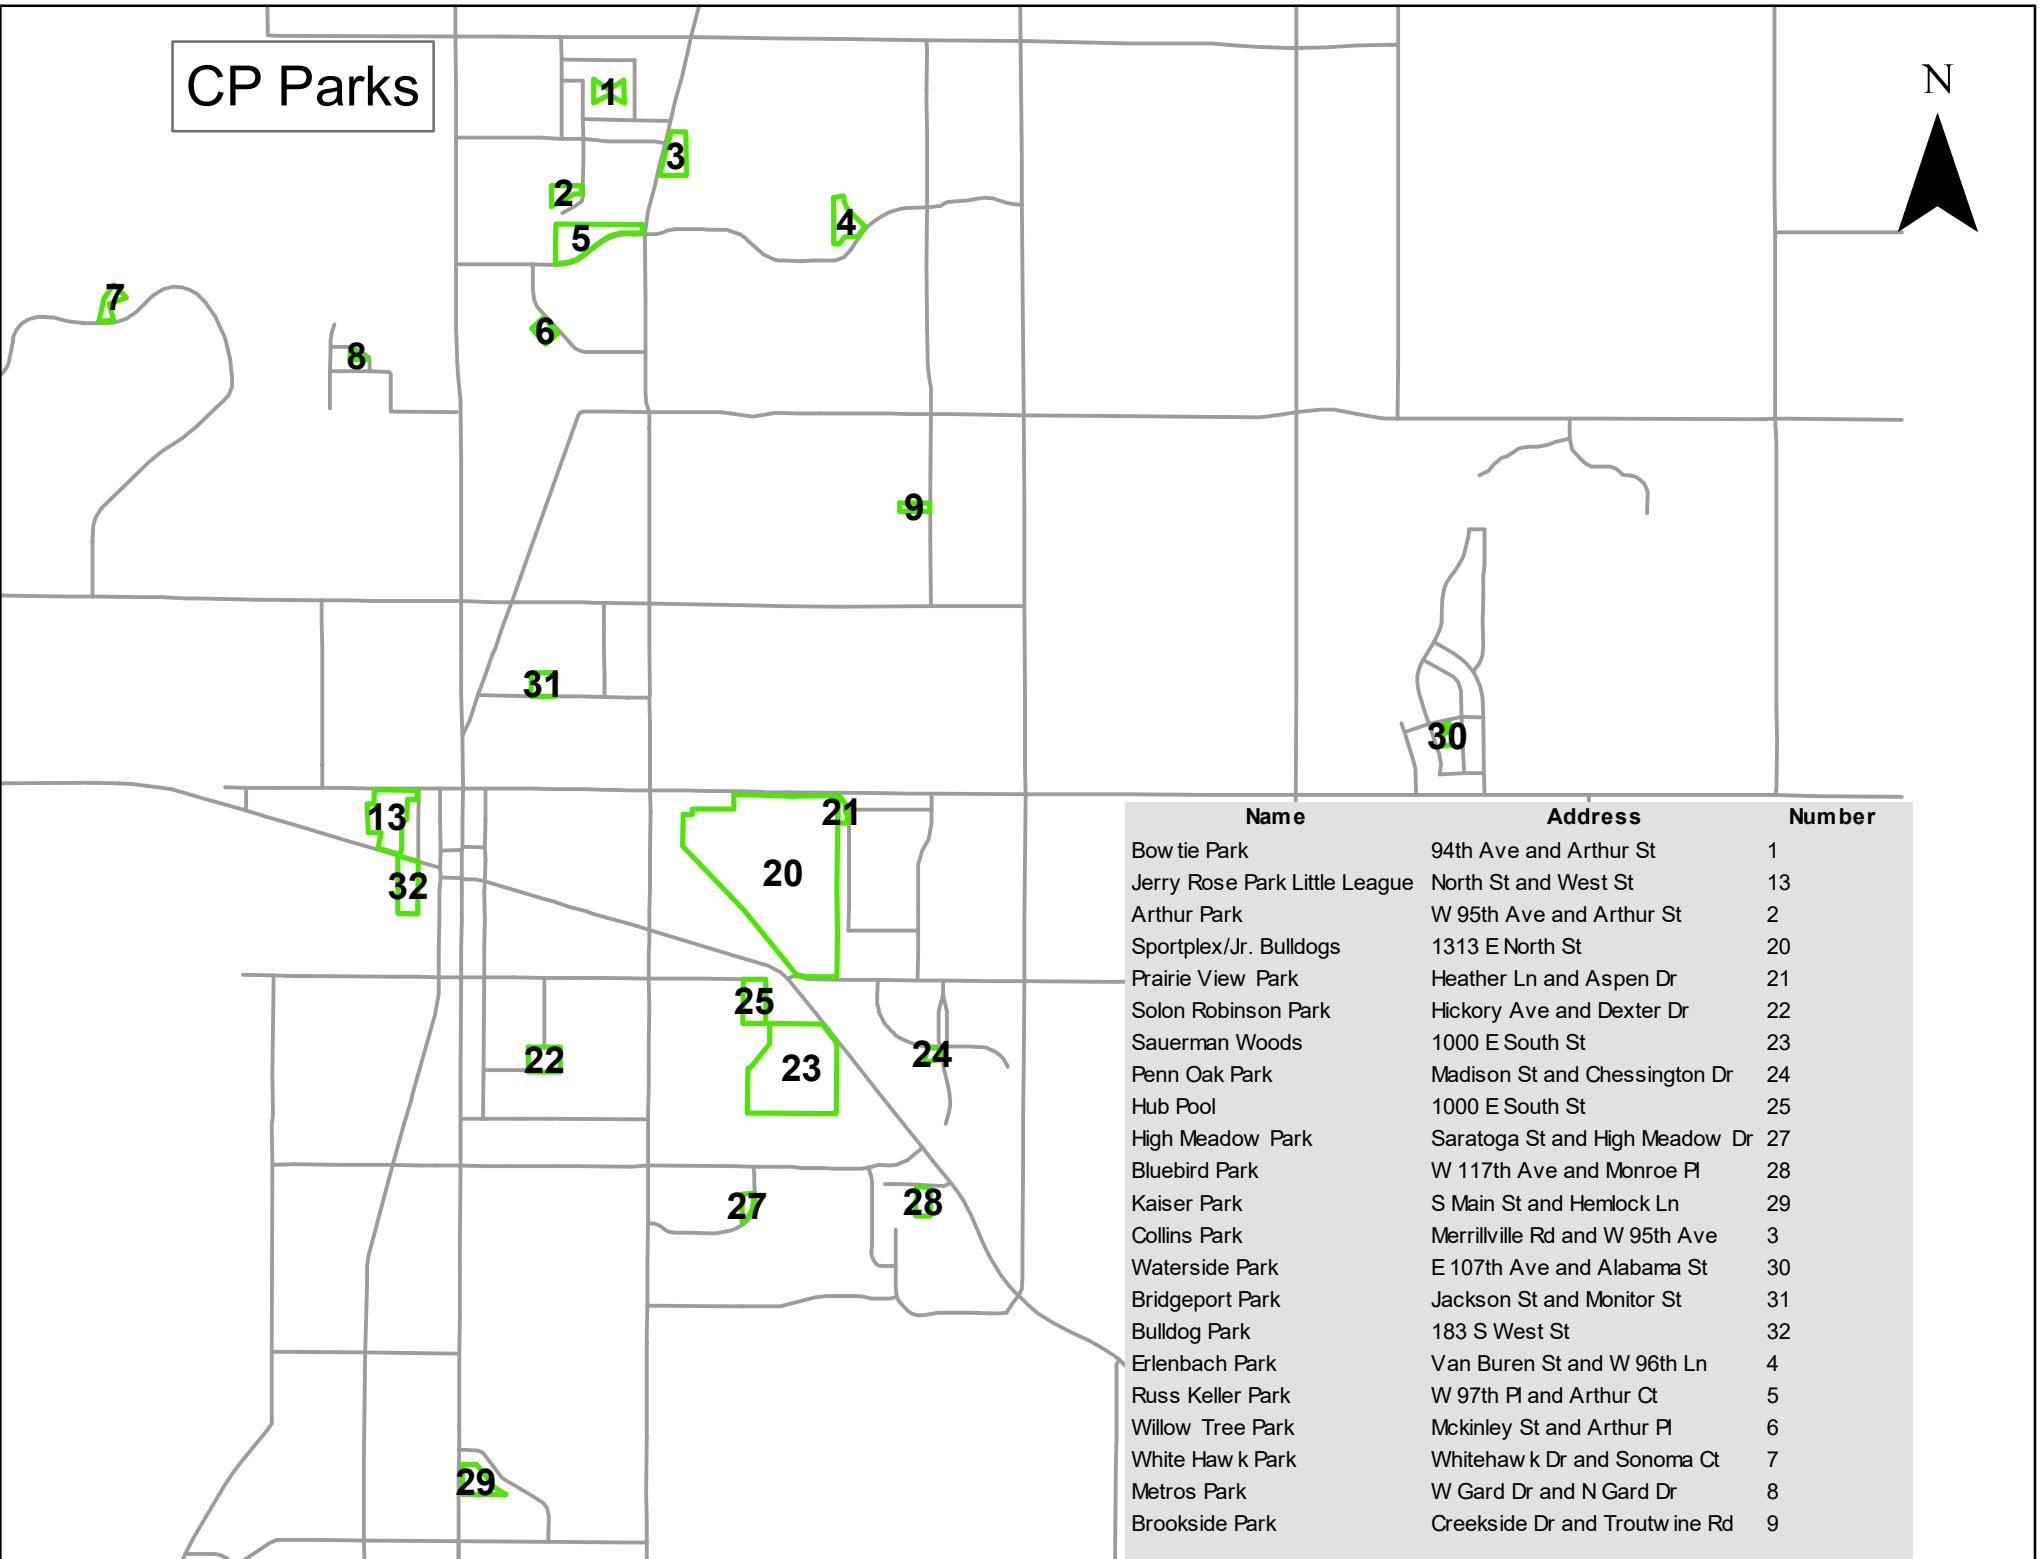 CP Parks
N
1
3
2
4
5
7
6
8
9
31
30
13
21
20
32
25
22
24
23
27
28
29
Name Address Number
Bowtie Park 94th Ave and Arthur St 1
Jerry Rose Park Little League North St and West St 13
Arthur Park W 95th Ave and Arthur St 2
Sportplex/Jr. Bulldogs 1313 E North St 20
Prairie View Park Heather Ln and Aspen Dr 21
Solon Robinson Park Hickory Ave and Dexter Dr 22
Sauerman Woods 1000 E South St 23
Penn Oak Park Madison St and Chessington Dr 24
Hub Pool 1000 E South St 25
High Meadow Park Saratoga St and High Meadow Dr 27
Bluebird Park W 117th Ave and Monroe Pl 28
Kaiser Park S Main St and Hemlock Ln 29
Collins Park Merrillville Rd and W 95th Ave 3
Waterside Park E 107th Ave and Alabama St 30
Bridgeport Park Jackson St and Monitor St 31
Bulldog Park 183 S West St 32
Erlenbach Park Van Buren St and W 96th Ln 4
Russ Keller Park W 97th Pl and Arthur Ct 5
Willow Tree Park Mckinley St and Arthur Pl 6
White Hawk Park Whitehawk Dr and Sonoma Ct 7
Metros Park W Gard Dr and N Gard Dr 8
Brookside Park Creekside Dr and Troutwine Rd 9